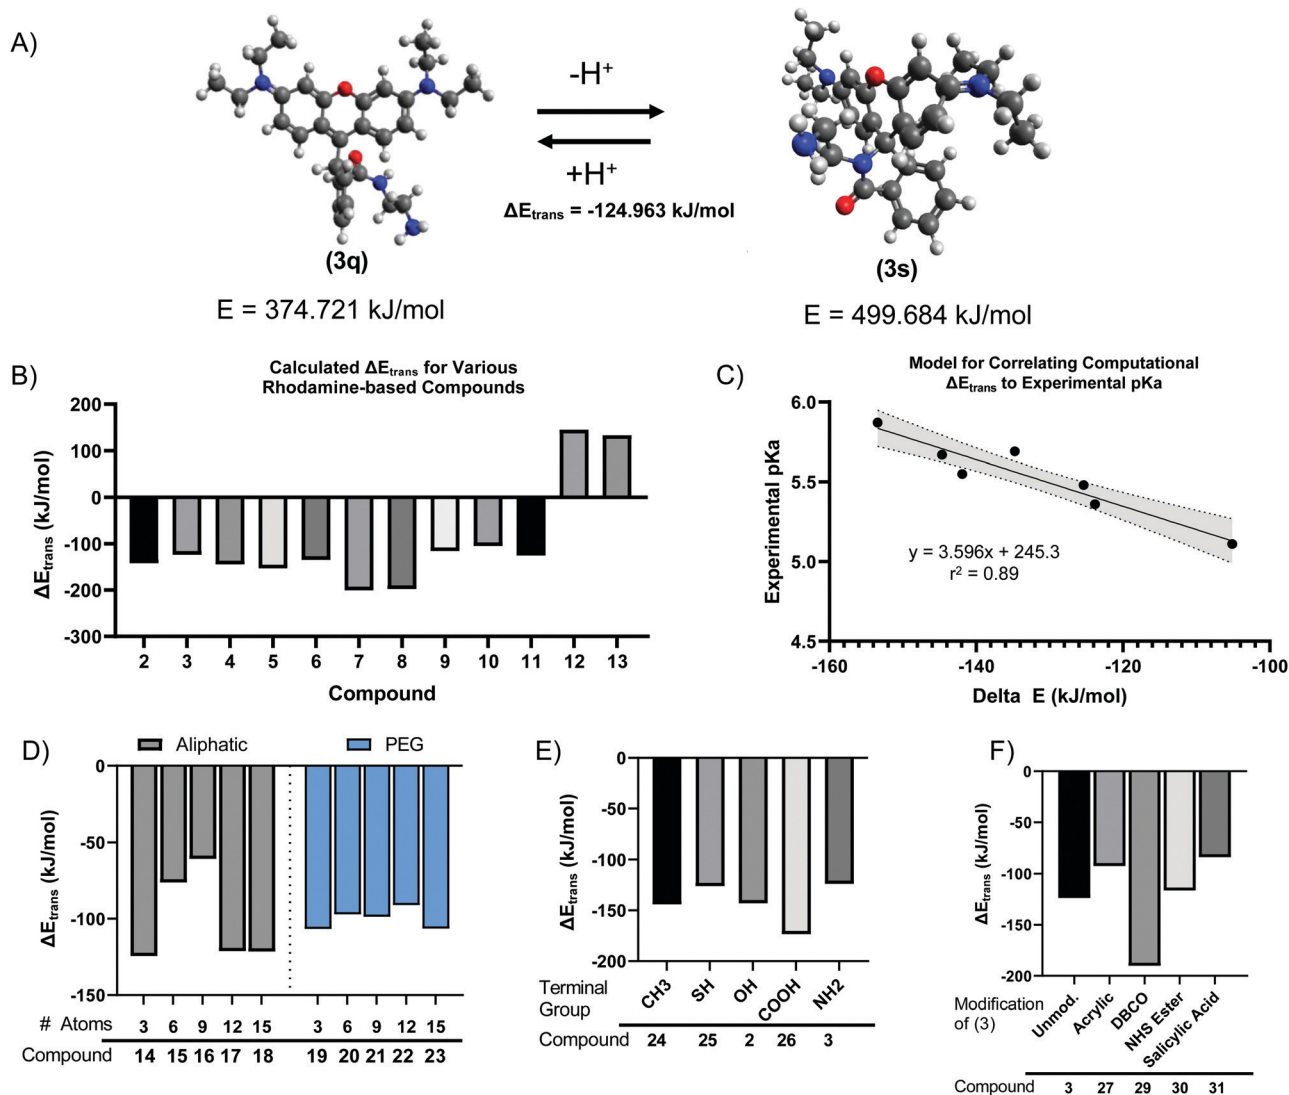 A)
-H⁺
+H⁺
ΔEtrans = -124.963 kJ/mol
(3q)
(3s)
E = 374.721 kJ/mol
E = 499.684 kJ/mol
B)
Calculated ΔEtrans for Various
Rhodamine-based Compounds
ΔEtrans (kJ/mol)
200
100
0
-100
-200
-300
2 3 4 5 6 7 8 9 10 11 12 13
Compound
C)
Model for Correlating Computational
ΔEtrans to Experimental pKa
Experimental pKa
6.0
5.5
5.0
4.5
y = 3.596x + 245.3
r² = 0.89
-160 -140 -120 -100
Delta E (kJ/mol)
D)
Aliphatic PEG
ΔEtrans (kJ/mol)
0
-50
-100
-150
# Atoms 3 6 9 12 15 3 6 9 12 15
Compound 14 15 16 17 18 19 20 21 22 23
E)
ΔEtrans (kJ/mol)
0
-50
-100
-150
-200
Terminal
Group
CH3 SH OH COOH NH2
Compound 24 25 2 26 3
F)
ΔEtrans (kJ/mol)
0
-50
-100
-150
-200
Modification
of (3)
Unmod. Acrylic DBCO NHS Ester Salicylic Acid
Compound 3 27 29 30 31